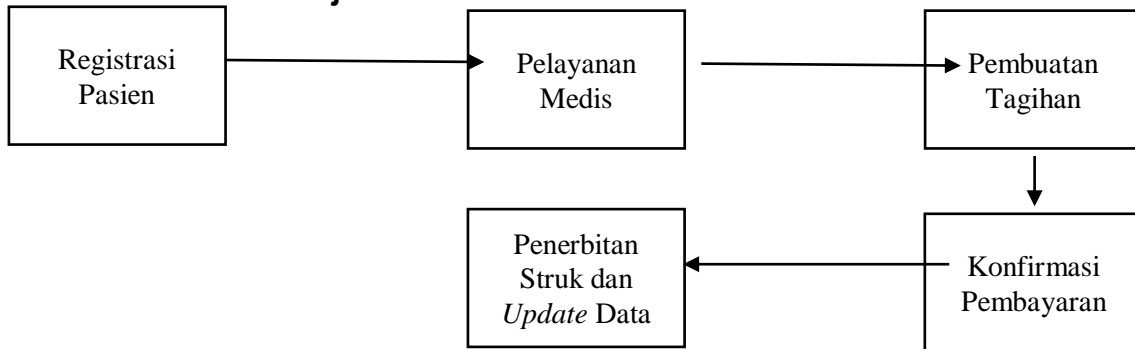 Registrasi
Pasien
Pelayanan
Medis
Pembuatan
Tagihan
Konfirmasi
Pembayaran
Penerbitan
Struk dan
Update Data